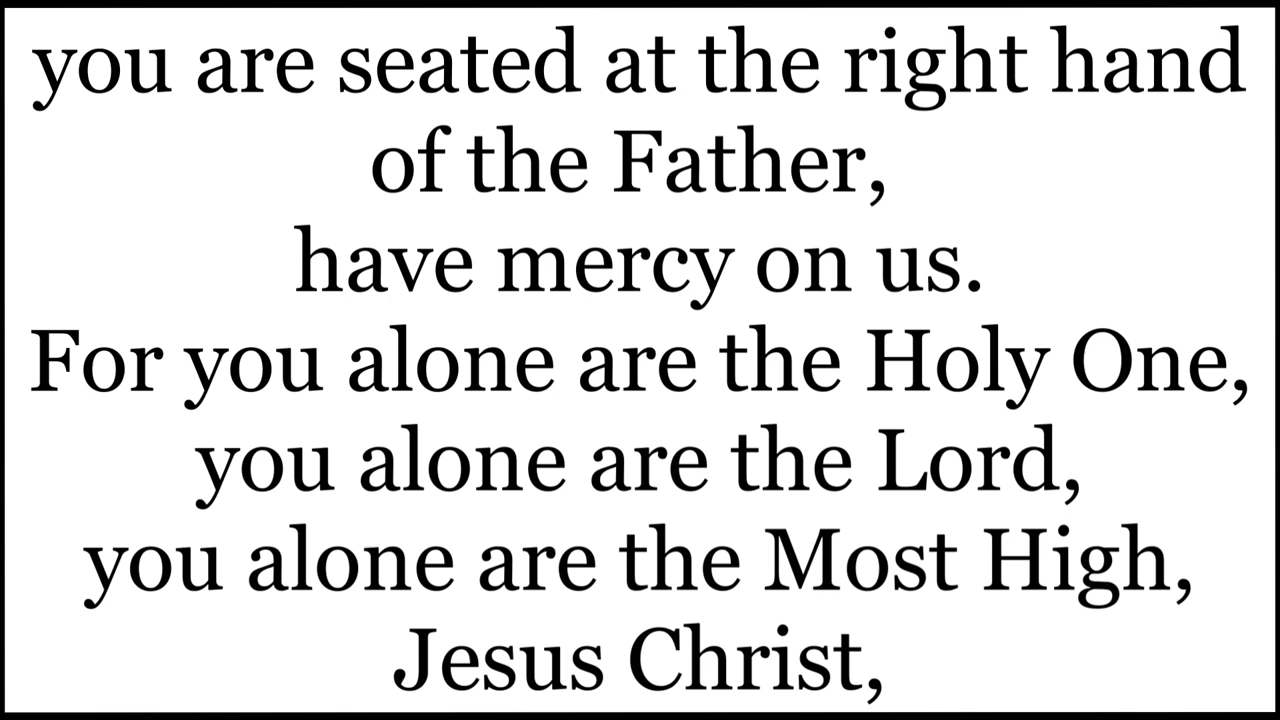 you are seated at the right hand
of the Father,
have mercy on us.
For you alone are the Holy One,
you alone are the Lord,
you alone are the Most High,
Jesus Christ,